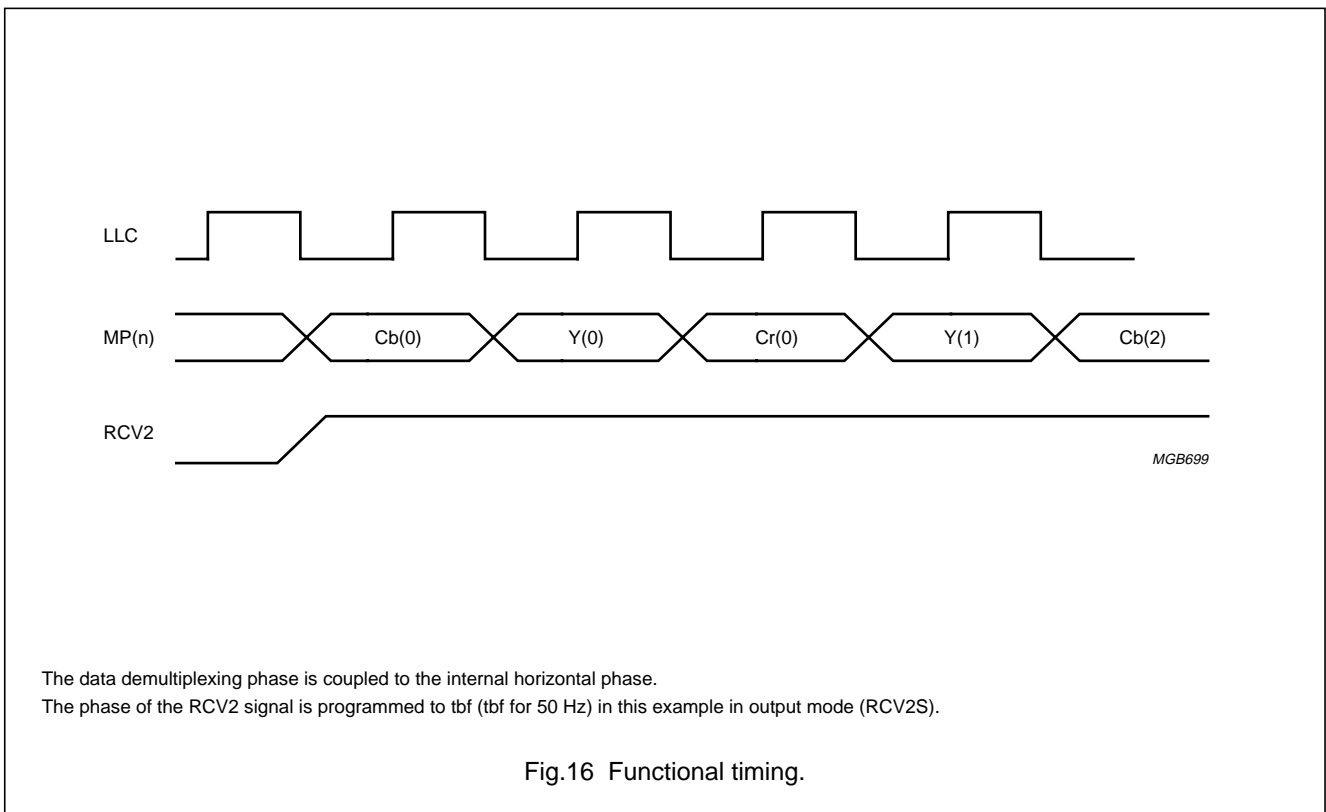 LLC
MP(n)
Cb(0)
Y(0)
Cr(0)
Y(1)
Cb(2)
RCV2
MGB699
The data demultiplexing phase is coupled to the internal horizontal phase.
The phase of the RCV2 signal is programmed to tbf (tbf for 50 Hz) in this example in output mode (RCV2S).
Fig.16 Functional timing.